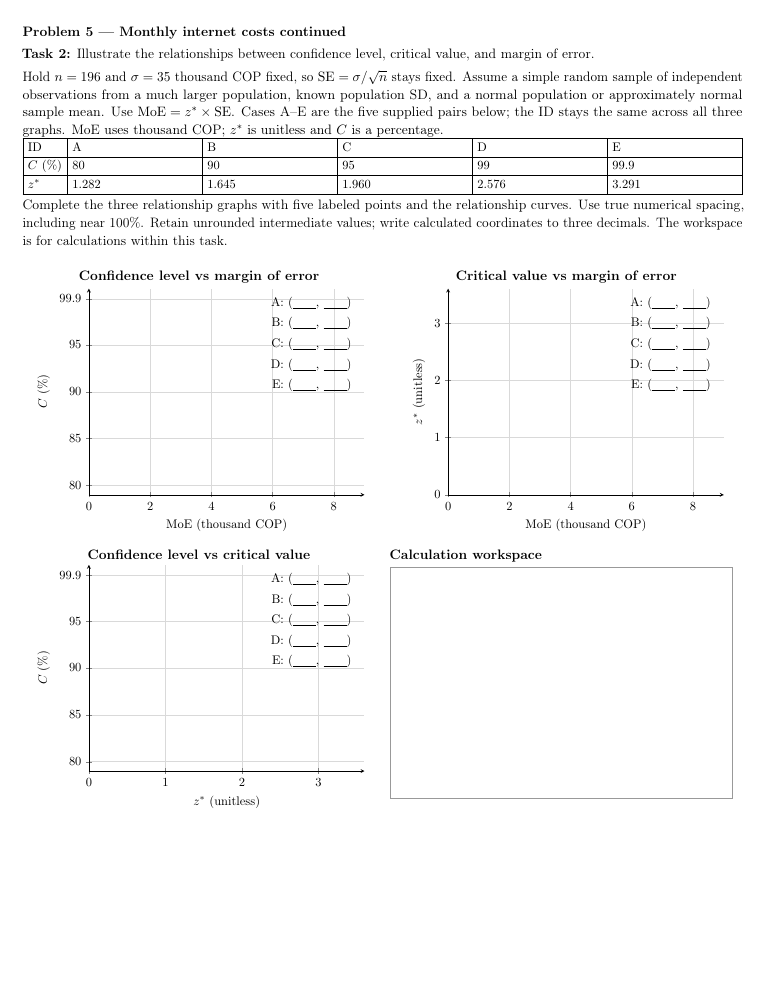 Problem 5 — Monthly internet costs continued
Task 2: Illustrate the relationships between confidence level, critical value, and margin of error.
Hold n = 196 and σ = 35 thousand COP fixed, so SE = σ/√n stays fixed. Assume a simple random sample of independent
observations from a much larger population, known population SD, and a normal population or approximately normal
sample mean. Use MoE = z* × SE. Cases A–E are the five supplied pairs below; the ID stays the same across all three
graphs. MoE uses thousand COP; z* is unitless and C is a percentage.
ID A B C D E
C (%) 80 90 95 99 99.9
z* 1.282 1.645 1.960 2.576 3.291
Complete the three relationship graphs with five labeled points and the relationship curves. Use true numerical spacing,
including near 100%. Retain unrounded intermediate values; write calculated coordinates to three decimals. The workspace
is for calculations within this task.
Confidence level vs margin of error
A: (___, ___)
B: (___, ___)
C: (___, ___)
D: (___, ___)
E: (___, ___)
99.9
95
90
85
80
C (%)
0 2 4 6 8
MoE (thousand COP)
Critical value vs margin of error
A: (___, ___)
B: (___, ___)
C: (___, ___)
D: (___, ___)
E: (___, ___)
3
2
1
0
z* (unitless)
0 2 4 6 8
MoE (thousand COP)
Confidence level vs critical value
A: (___, ___)
B: (___, ___)
C: (___, ___)
D: (___, ___)
E: (___, ___)
99.9
95
90
85
80
C (%)
0 1 2 3
z* (unitless)
Calculation workspace